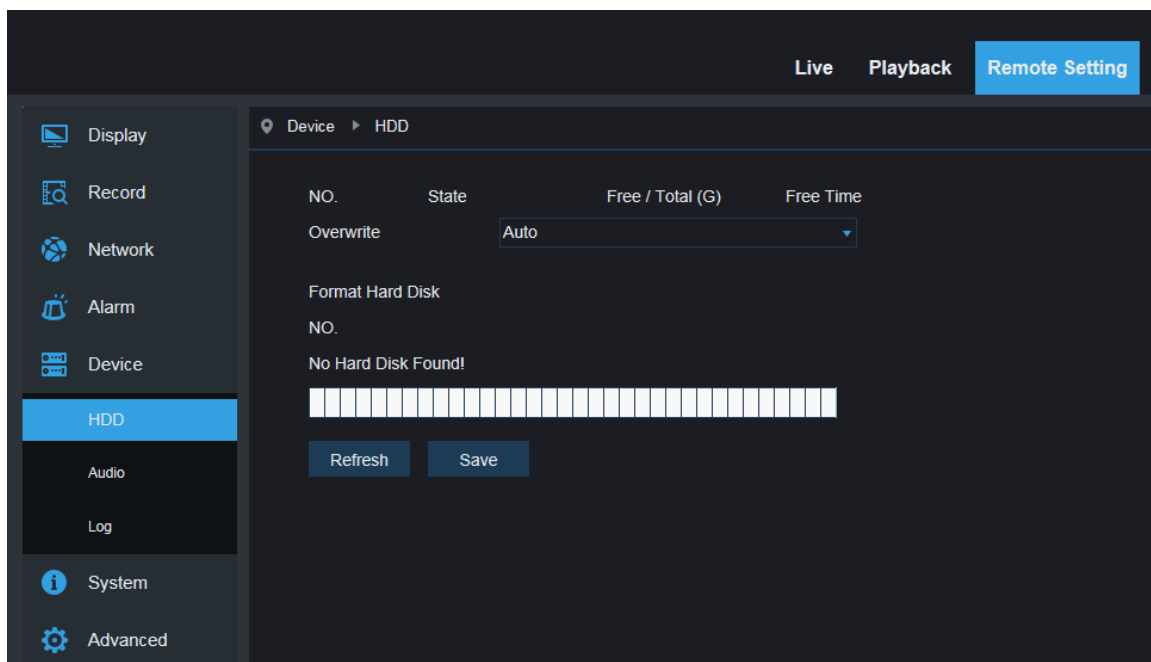 Live Playback Remote Setting
Display
Record
Network
Alarm
Device
HDD
Audio
Log
System
Advanced
Device HDD
NO. State Free / Total (G) Free Time
Overwrite Auto
Format Hard Disk
NO.
No Hard Disk Found!
Refresh Save